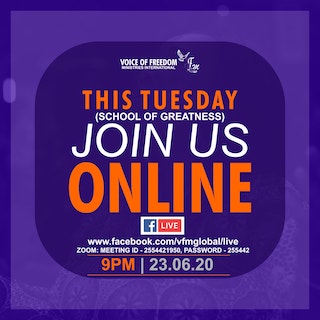 VOICE OF FREEDOM
MINISTRIES INTERNATIONAL
THIS TUESDAY
(SCHOOL OF GREATNESS)
JOIN US
ONLINE
f LIVE
www.facebook.com/vfmglobal/live
ZOOM: MEETING ID - 2554421950, PASSWORD - 255442
9PM | 23.06.20